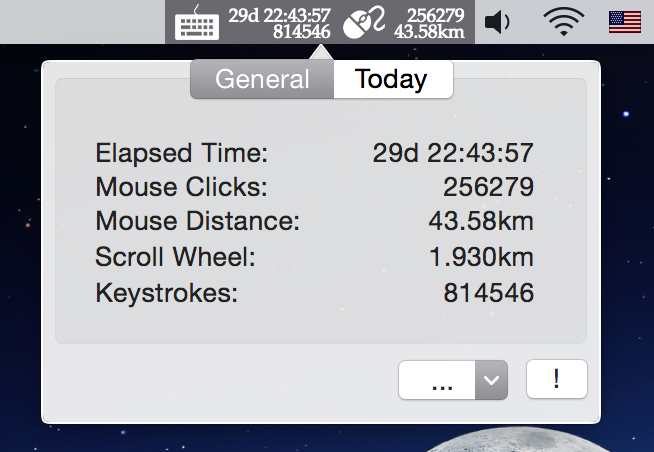 29d 22:43:57 256279
814546 43.58km
General Today
Elapsed Time: 29d 22:43:57
Mouse Clicks: 256279
Mouse Distance: 43.58km
Scroll Wheel: 1.930km
Keystrokes: 814546
... !